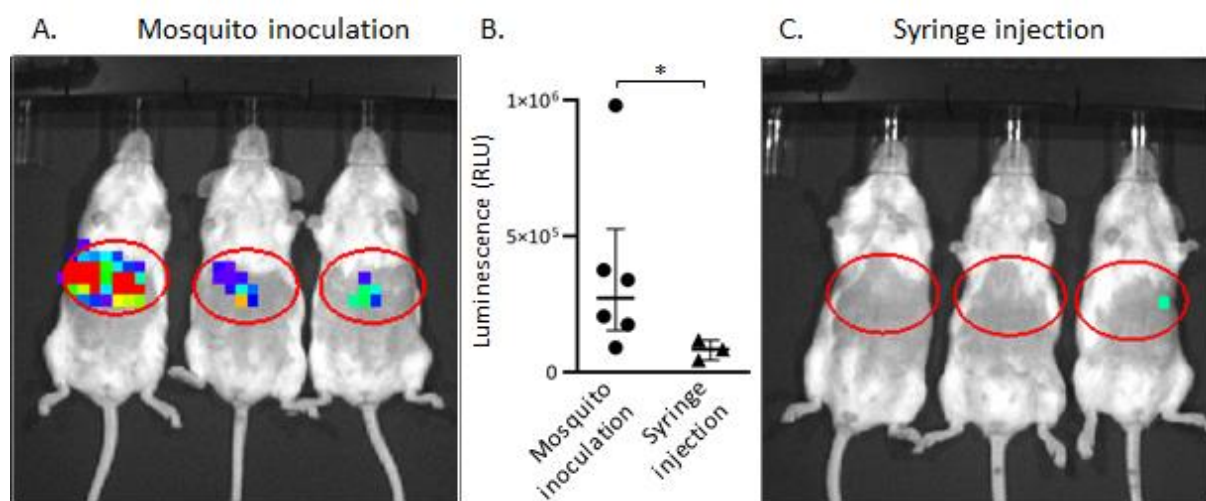 A. Mosquito inoculation
B.
C. Syringe injection
*
1×10⁶
5×10⁵
0
Luminescence (RLU)
Mosquito
inoculation
Syringe
injection